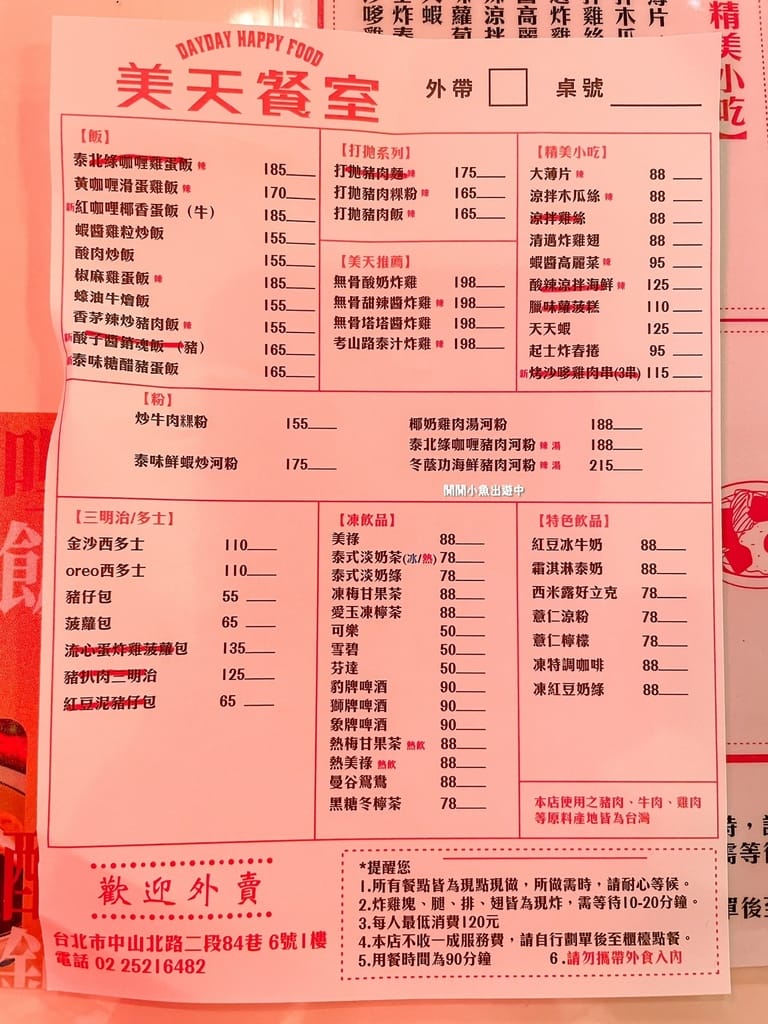 DAYDAY HAPPY FOOD
美天餐室
外帶
桌號
【飯】
泰北綠咖喱雞蛋飯 辣 185
黃咖喱滑蛋雞飯 辣 170
新 紅咖喱椰香蛋飯（牛） 185
蝦醬雞粒炒飯 155
酸肉炒飯 155
椒麻雞蛋飯 辣 185
蠔油牛燴飯 155
香茅辣炒豬肉飯 辣 155
新 酸子醬銷魂飯（豬） 165
新 泰味糖醋豬蛋飯 165
【打拋系列】
打拋豬肉麵 辣 175
打拋豬肉粿粉 辣 165
打拋豬肉飯 辣 165
【美天推薦】
無骨酸奶炸雞 198
無骨甜辣醬炸雞 辣 198
無骨塔塔醬炸雞 辣 198
考山路泰汁炸雞 辣 198
【精美小吃】
大薄片 辣 88
涼拌木瓜絲 辣 88
涼拌雞絲 88
清邁炸雞翅 88
蝦醬高麗菜 辣 95
酸辣涼拌海鮮 辣 125
臘味蘿菠糕 110
天天蝦 125
起士炸春捲 95
新 烤沙嗲雞肉串(3串) 115
【粉】
炒牛肉粿粉 155
泰味鮮蝦炒河粉 175
椰奶雞肉湯河粉 188
泰北綠咖喱豬肉河粉 辣 湯 188
冬蔭功海鮮豬肉河粉 辣 湯 215
開開小魚出遊中
【三明治/多士】
金沙西多士 110
oreo西多士 110
豬仔包 55
菠蘿包 65
流心蛋炸雞菠蘿包 135
豬扒肉三明治 125
紅豆泥豬仔包 65
【凍飲品】
美祿 88
泰式淡奶茶(冰/熱) 78
泰式淡奶綠 78
凍梅甘果茶 88
愛玉凍檸茶 88
可樂 50
雪碧 50
芬達 50
豹牌啤酒 90
獅牌啤酒 90
象牌啤酒 90
熱梅甘果茶 熱飲 88
熱美祿 熱飲 88
曼谷鴛鴦 88
黑糖冬檸茶 78
【特色飲品】
紅豆冰牛奶 88
霜淇淋泰奶 88
西米露好立克 78
薏仁涼粉 78
薏仁檸檬 78
凍特調咖啡 88
凍紅豆奶綠 88
本店使用之豬肉、牛肉、雞肉
等原料產地皆為台灣
歡迎外賣
台北市中山北路二段84巷 6號1樓
電話 02 25216482
*提醒您
1.所有餐點皆為現點現做，所做需時，請耐心等候。
2.炸雞塊、腿、排、翅皆為現炸，需等待10-20分鐘。
3.每人最低消費120元
4.本店不收一成服務費，請自行劃單後至櫃檯點餐。
5.用餐時間為90分鐘 6.請勿攜帶外食入內
精美小吃】